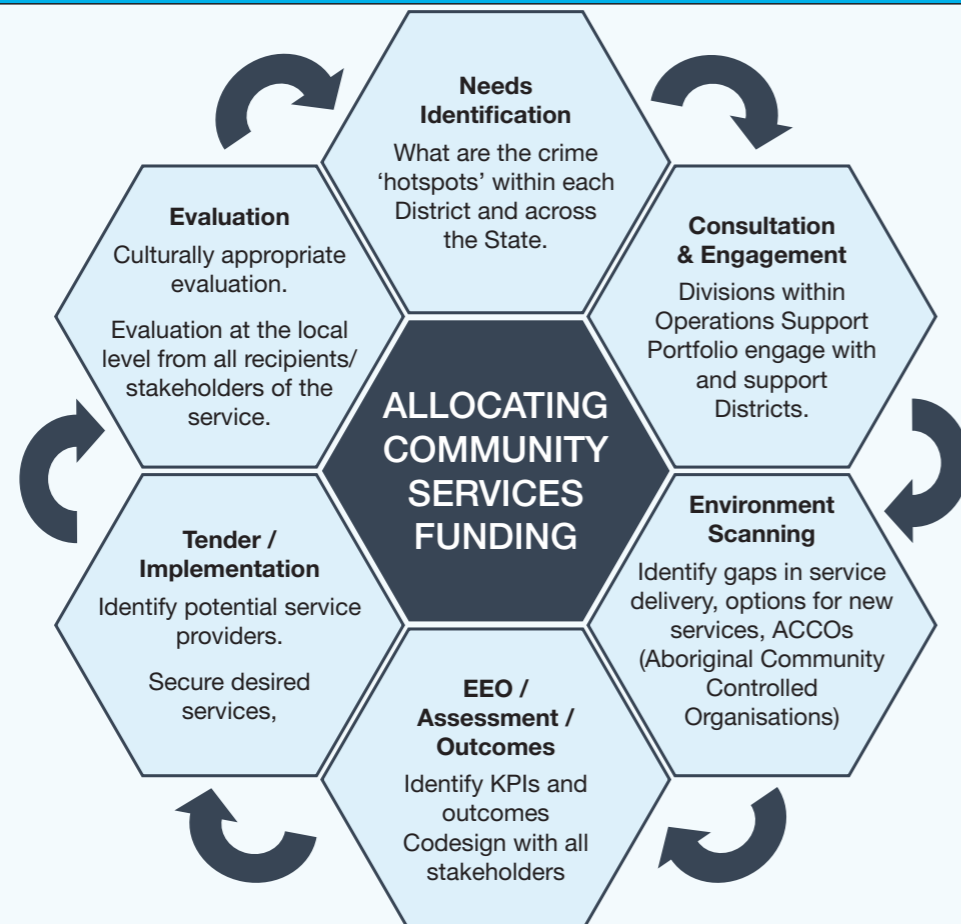 Needs
Identification
What are the crime
‘hotspots’ within each
District and across
the State.
Consultation
& Engagement
Divisions within
Operations Support
Portfolio engage with
and support
Districts.
Environment
Scanning
Identify gaps in service
delivery, options for new
services, ACCOs
(Aboriginal Community
Controlled
Organisations)
EEO /
Assessment /
Outcomes
Identify KPIs and
outcomes
Codesign with all
stakeholders
Tender /
Implementation
Identify potential service
providers.
Secure desired
services,
Evaluation
Culturally appropriate
evaluation.
Evaluation at the local
level from all recipients/
stakeholders of the
service.
ALLOCATING
COMMUNITY
SERVICES
FUNDING